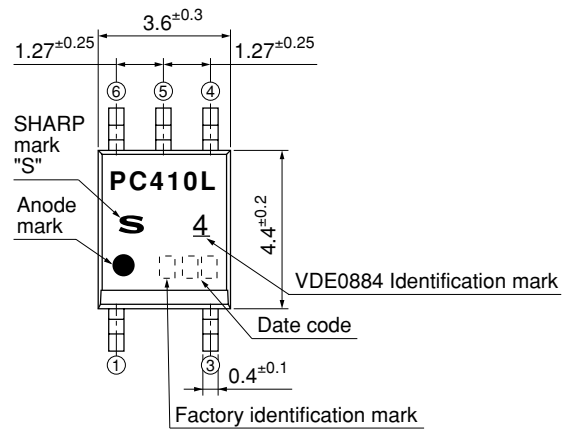 3.6±0.3
1.27±0.25
1.27±0.25
6
5
4
SHARP
mark
"S"
PC410L
S
4
Anode
mark
4.4±0.2
VDE0884 Identification mark
Date code
1
3
0.4±0.1
Factory identification mark